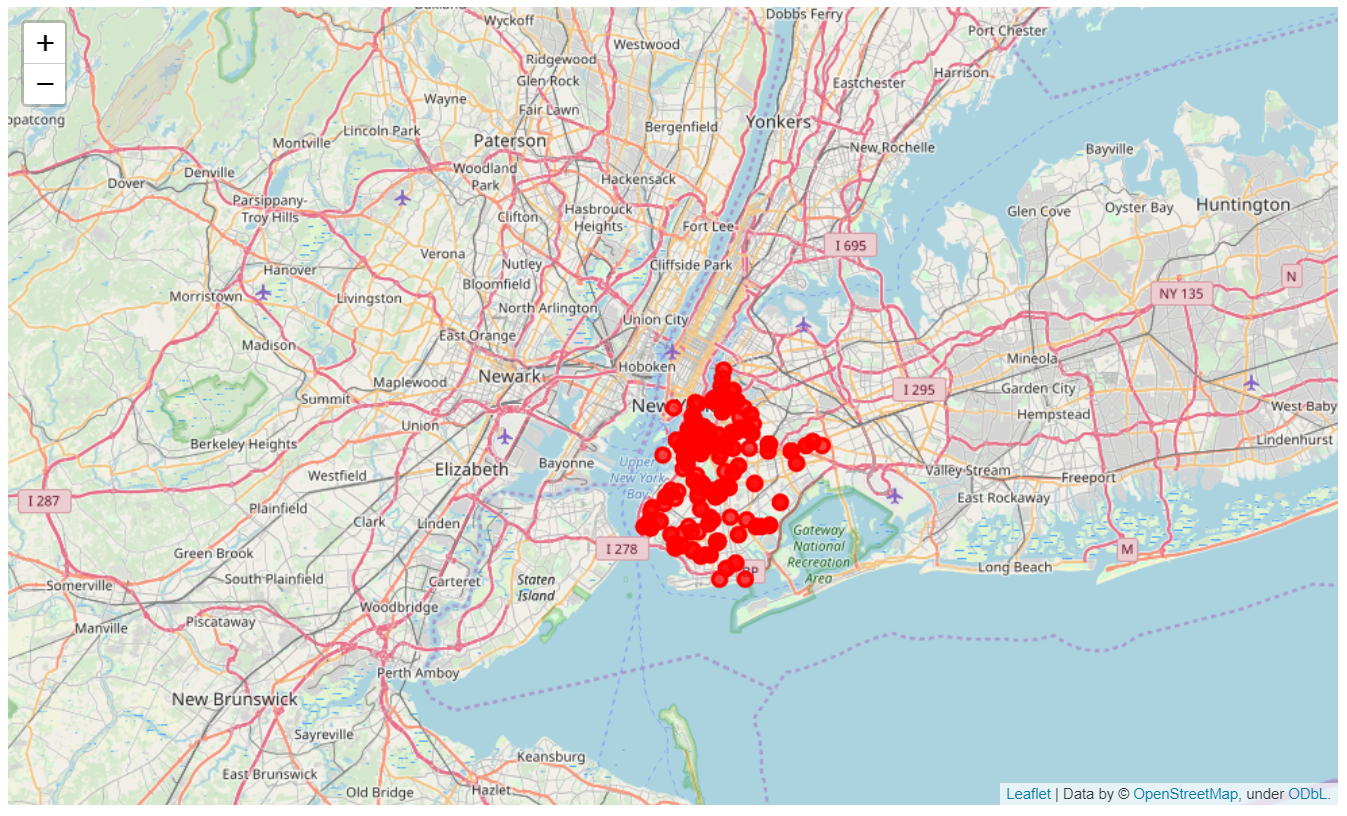 +
−
Wyckoff
Dobbs Ferry
Port Chester
Westwood
Ridgewood
Glen Rock
Eastchester
Harrison
Wayne
Fair Lawn
Lincoln Park
Bergenfield
Yonkers
Montville
Paterson
New Rochelle
Bayville
Denville
Woodland
Park
Hackensack
Dover
Parsippany-
Troy Hills
Hasbrouck
Heights
Clifton
Fort Lee
Glen Cove
Oyster Bay
Huntington
I 695
Verona
Nutley
Cliffside Park
Hanover
Bloomfield
N
Morristown
Livingston
North Arlington
NY 135
Union City
East Orange
Madison
Hoboken
Mineola
Maplewood
Newark
I 295
Garden City
Summit
New
Hempstead
West Baby
Union
Berkeley Heights
Lindenhurst
Elizabeth
Bayonne
Upper
New York
Bay
Westfield
Valley Stream
Freeport
I 287
Plainfield
East Rockaway
Clark
Linden
Gateway
National
Recreation
Area
Green Brook
I 278
M
Long Beach
Somerville
South Plainfield
Carteret
Staten
Island
BP
Woodbridge
Piscataway
Manville
Perth Amboy
New Brunswick
Sayreville
Keansburg
East Brunswick
Old Bridge
Hazlet
Leaflet | Data by © OpenStreetMap, under ODbL.